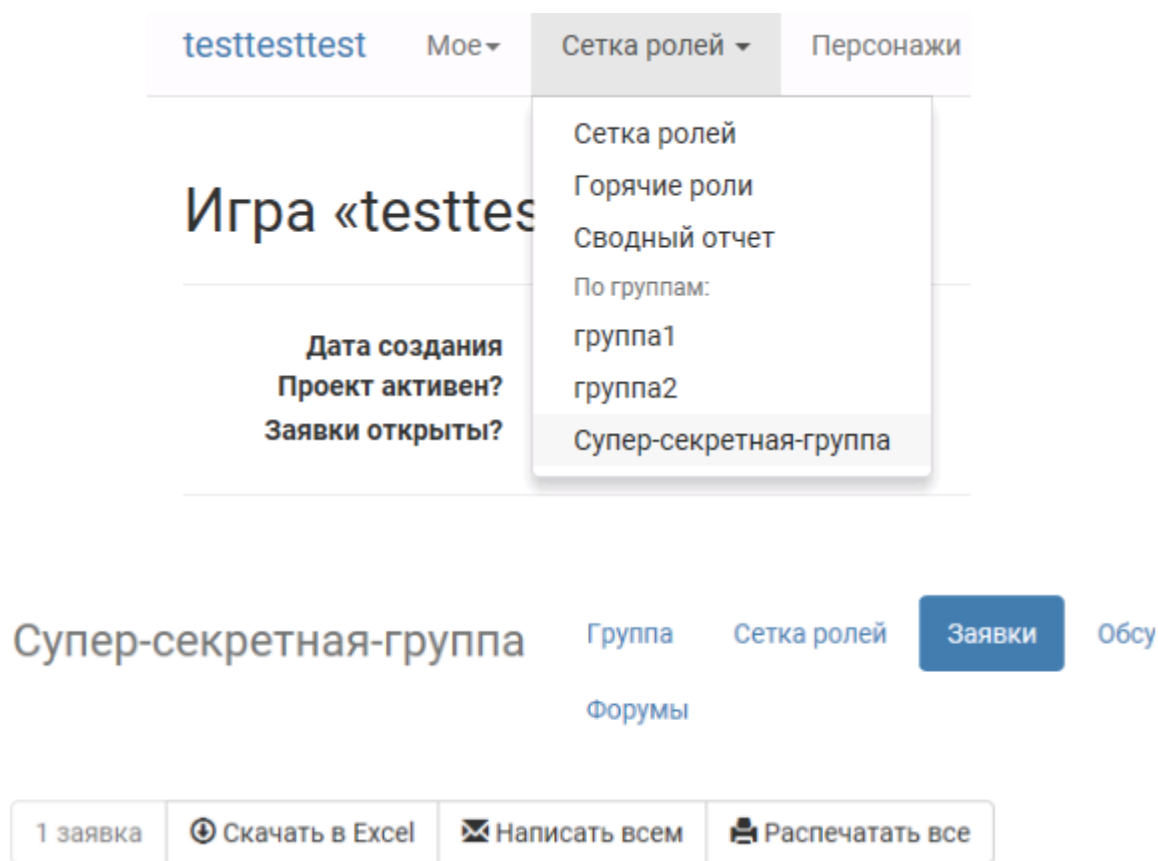 testtesttest Мое Сетка ролей Персонажи
Сетка ролей
Горячие роли
Сводный отчет
По группам:
группа1
группа2
Супер-секретная-группа
Игра «testtes
Дата создания
Проект активен?
Заявки открыты?
Супер-секретная-группа Группа Сетка ролей Заявки Обсу
Форумы
1 заявка Скачать в Excel Написать всем Распечатать все